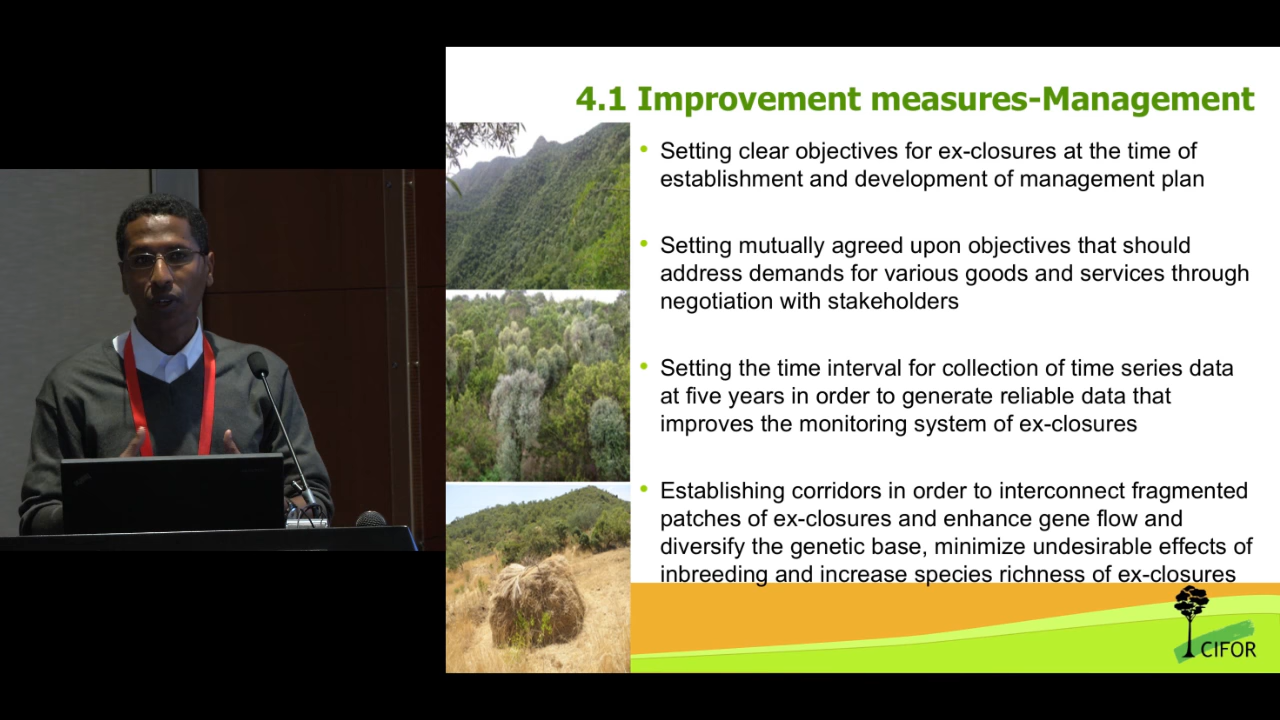 4.1 Improvement measures-Management
• Setting clear objectives for ex-closures at the time of
establishment and development of management plan
• Setting mutually agreed upon objectives that should
address demands for various goods and services through
negotiation with stakeholders
• Setting the time interval for collection of time series data
at five years in order to generate reliable data that
improves the monitoring system of ex-closures
• Establishing corridors in order to interconnect fragmented
patches of ex-closures and enhance gene flow and
diversify the genetic base, minimize undesirable effects of
inbreeding and increase species richness of ex-closures
CIFOR